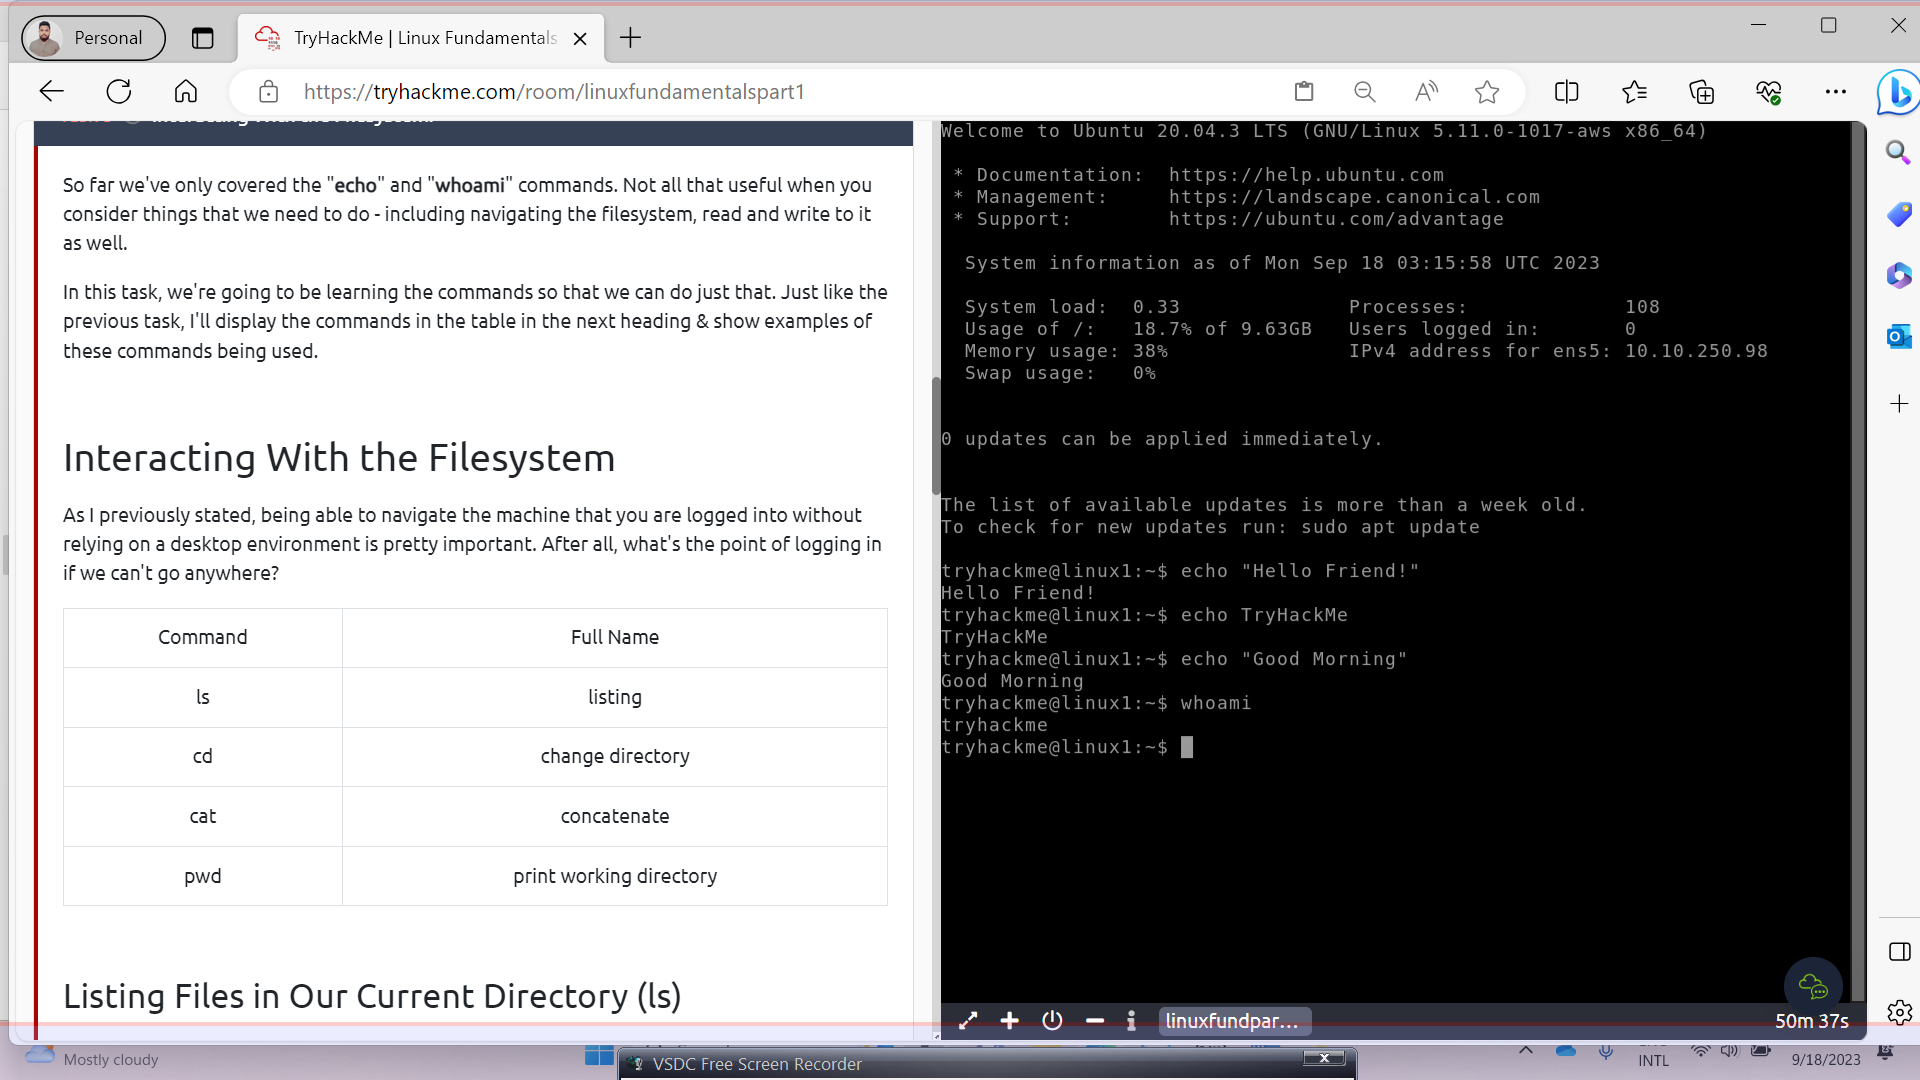 Personal
TryHackMe | Linux Fundamentals
https://tryhackme.com/room/linuxfundamentalspart1
So far we've only covered the "echo" and "whoami" commands. Not all that useful when you
consider things that we need to do - including navigating the filesystem, read and write to it
as well.
In this task, we're going to be learning the commands so that we can do just that. Just like the
previous task, I'll display the commands in the table in the next heading & show examples of
these commands being used.
Interacting With the Filesystem
As I previously stated, being able to navigate the machine that you are logged into without
relying on a desktop environment is pretty important. After all, what's the point of logging in
if we can't go anywhere?
Command Full Name
ls listing
cd change directory
cat concatenate
pwd print working directory
Listing Files in Our Current Directory (ls)
Welcome to Ubuntu 20.04.3 LTS (GNU/Linux 5.11.0-1017-aws x86_64)
* Documentation: https://help.ubuntu.com
* Management: https://landscape.canonical.com
* Support: https://ubuntu.com/advantage
System information as of Mon Sep 18 03:15:58 UTC 2023
System load: 0.33 Processes: 108
Usage of /: 18.7% of 9.63GB Users logged in: 0
Memory usage: 38% IPv4 address for ens5: 10.10.250.98
Swap usage: 0%
0 updates can be applied immediately.
The list of available updates is more than a week old.
To check for new updates run: sudo apt update
tryhackme@linux1:~$ echo "Hello Friend!"
Hello Friend!
tryhackme@linux1:~$ echo TryHackMe
TryHackMe
tryhackme@linux1:~$ echo "Good Morning"
Good Morning
tryhackme@linux1:~$ whoami
tryhackme
tryhackme@linux1:~$
linuxfundpar...
50m 37s
Mostly cloudy
VSDC Free Screen Recorder
INTL
9/18/2023